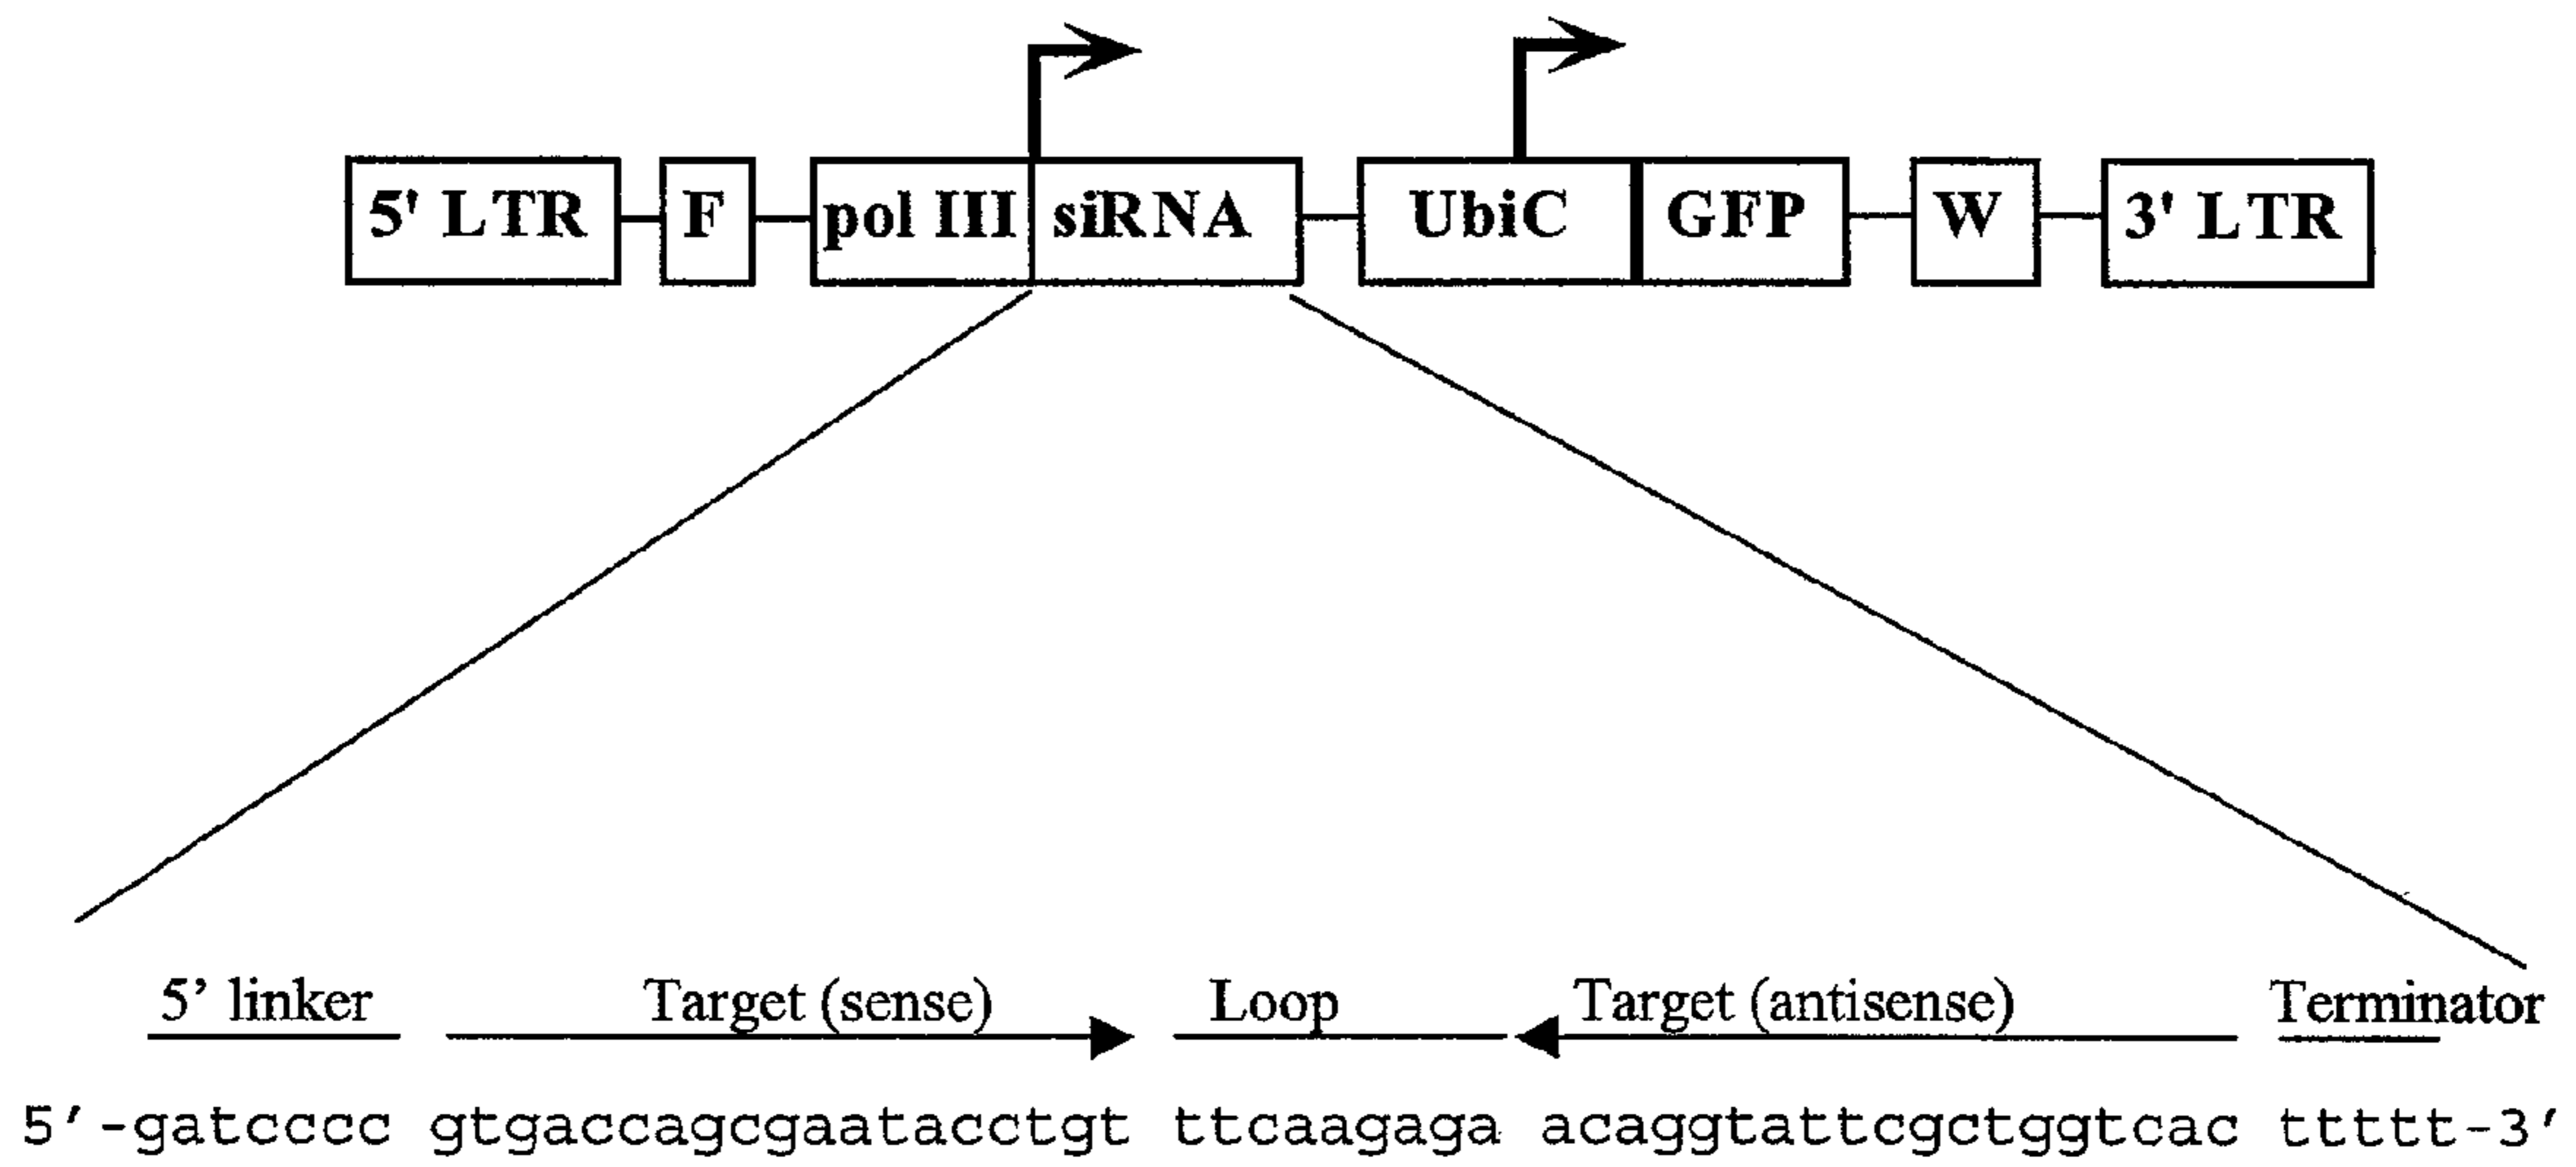 5' LTR F pol III siRNA UbiC GFP W 3' LTR
5’ linker Target (sense) Loop Target (antisense) Terminator
5′-gatcccc gtgaccagcgaatacctgt ttcaagaga acaggtattcgctggtcac ttttt-3′